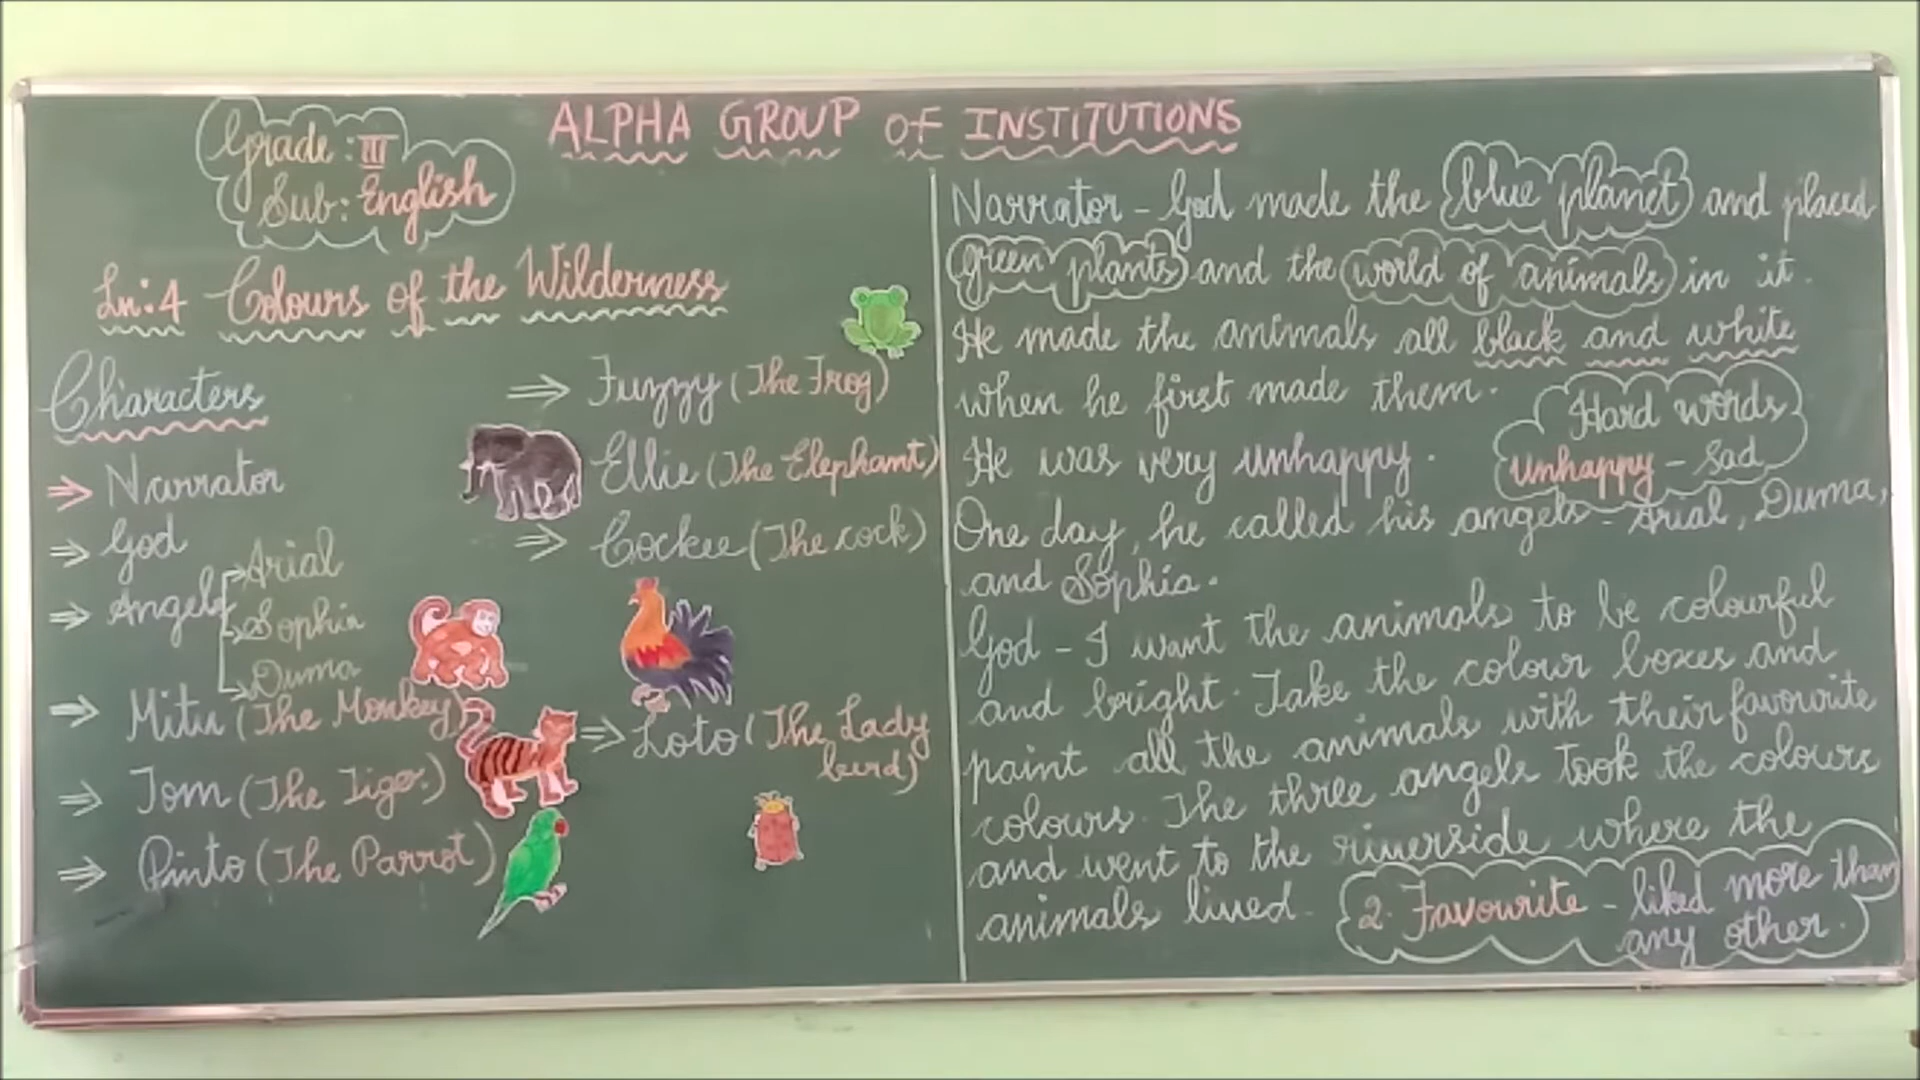 ALPHA GROUP OF INSTITUTIONS
Grade : III
Sub : English
Ln:4 Colours of the Wilderness
Characters
⇒ Narrator
⇒ God
⇒ Angels
Arial
Sophia
Duma
⇒ Mitu (The Monkey)
⇒ Tom (The Tiger)
⇒ Pinto (The Parrot)
⇒ Fuzzy (The Frog)
Ellie (The Elephant)
⇒ Cockee (The cock)
⇒ Loto (The Lady
burd)
Narrator - God made the blue planet and placed
green plants and the world of animals in it.
He made the animals all black and white
when he first made them.
He was very unhappy.
Hard words
unhappy - sad
One day, he called his angels - Arial, Duma,
and Sophia.
God - I want the animals to be colourful
and bright. Take the colour boxes and
paint all the animals with their favourite
colours. The three angels took the colours
and went to the riverside where the
animals lived.
2. Favourite - liked more than
any other.